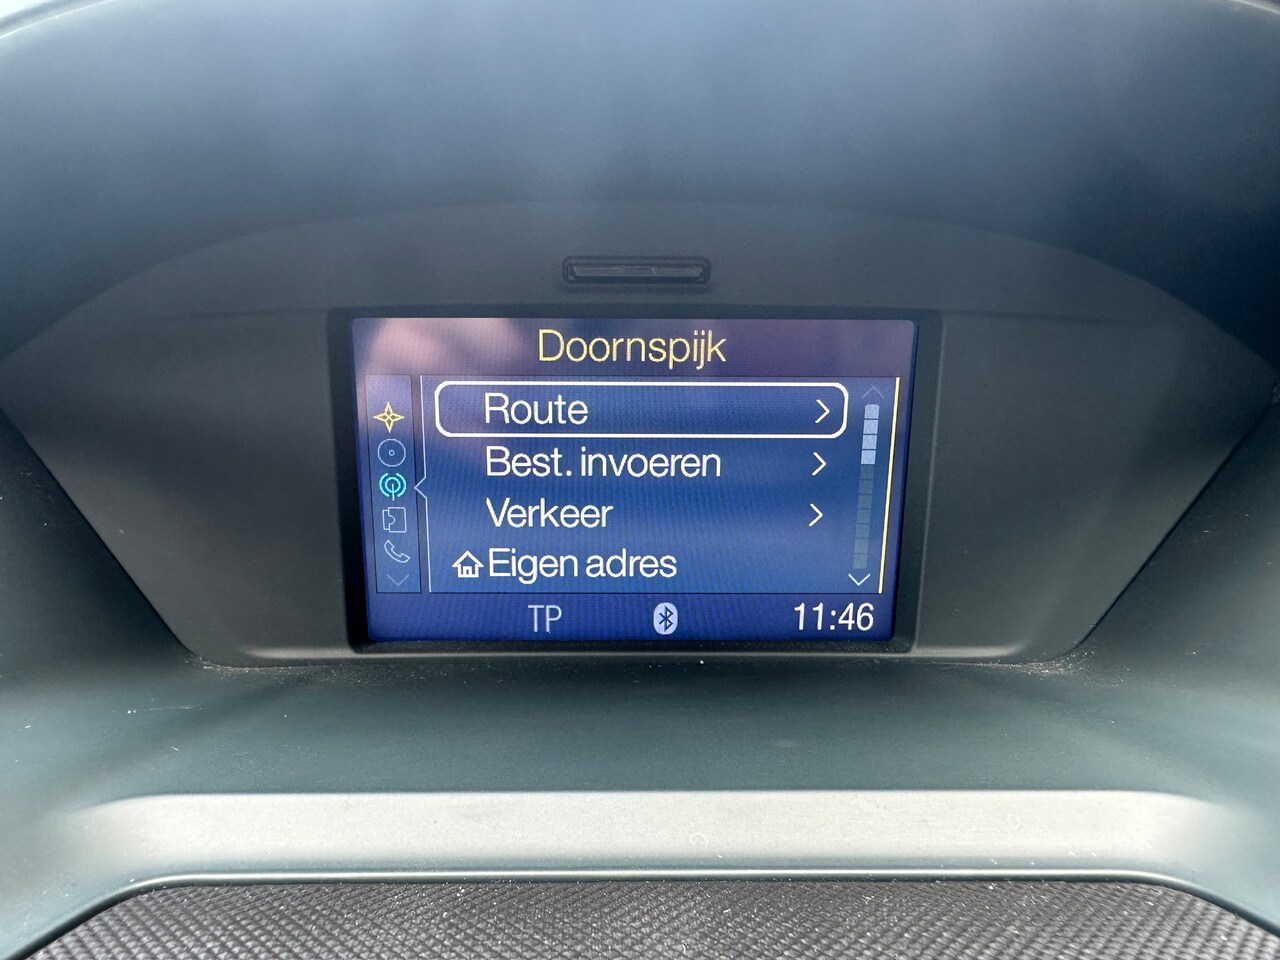 Doornspijk
Route
Best. invoeren
Verkeer
Eigen adres
TP 11:46